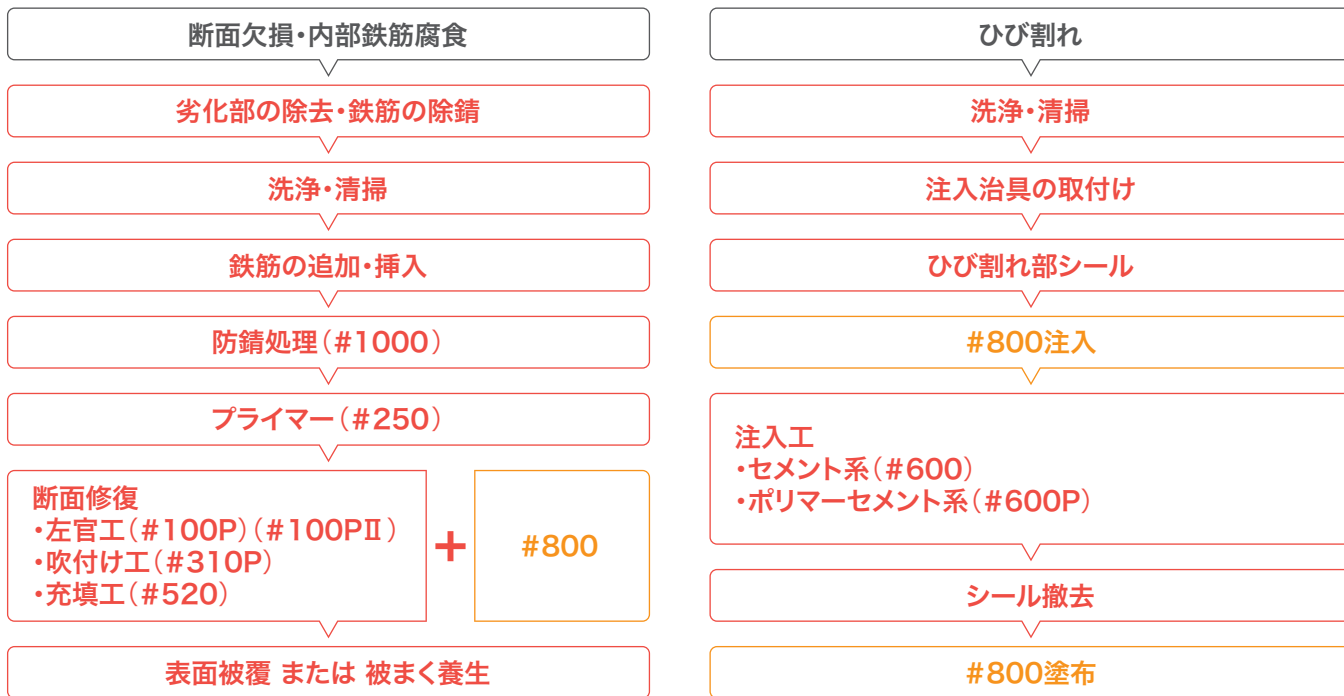 断面欠損・内部鉄筋腐食
劣化部の除去・鉄筋の除錆
洗浄・清掃
鉄筋の追加・挿入
防錆処理(#1000)
プライマー(#250)
断面修復
・左官工(#100P)(#100PⅡ)
・吹付け工(#310P)
・充填工(#520)
+
#800
表面被覆 または 被まく養生
ひび割れ
洗浄・清掃
注入治具の取付け
ひび割れ部シール
#800注入
注入工
・セメント系(#600)
・ポリマーセメント系(#600P)
シール撤去
#800塗布